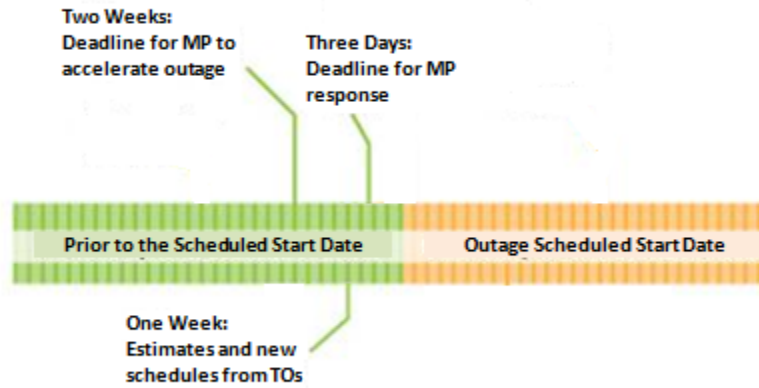 Two Weeks:
Deadline for MP to
accelerate outage
Three Days:
Deadline for MP
response
Prior to the Scheduled Start Date
Outage Scheduled Start Date
One Week:
Estimates and new
schedules from TOs